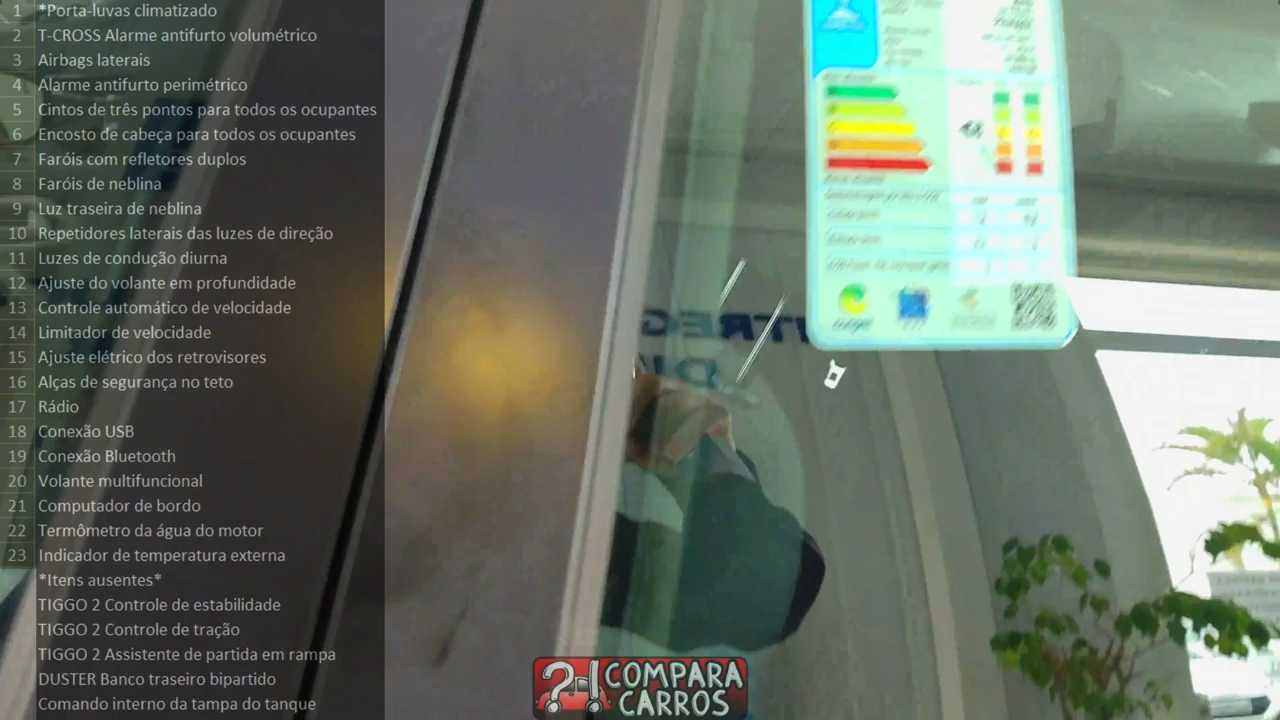 1 *Porta-luvas climatizado
2 T-CROSS Alarme antifurto volumétrico
3 Airbags laterais
4 Alarme antifurto perimétrico
5 Cintos de três pontos para todos os ocupantes
6 Encosto de cabeça para todos os ocupantes
7 Faróis com refletores duplos
8 Faróis de neblina
9 Luz traseira de neblina
10 Repetidores laterais das luzes de direção
11 Luzes de condução diurna
12 Ajuste do volante em profundidade
13 Controle automático de velocidade
14 Limitador de velocidade
15 Ajuste elétrico dos retrovisores
16 Alças de segurança no teto
17 Rádio
18 Conexão USB
19 Conexão Bluetooth
20 Volante multifuncional
21 Computador de bordo
22 Termômetro da água do motor
23 Indicador de temperatura externa
*Itens ausentes*
TIGGO 2 Controle de estabilidade
TIGGO 2 Controle de tração
TIGGO 2 Assistente de partida em rampa
DUSTER Banco traseiro bipartido
Comando interno da tampa do tanque
COMPARA
CARROS